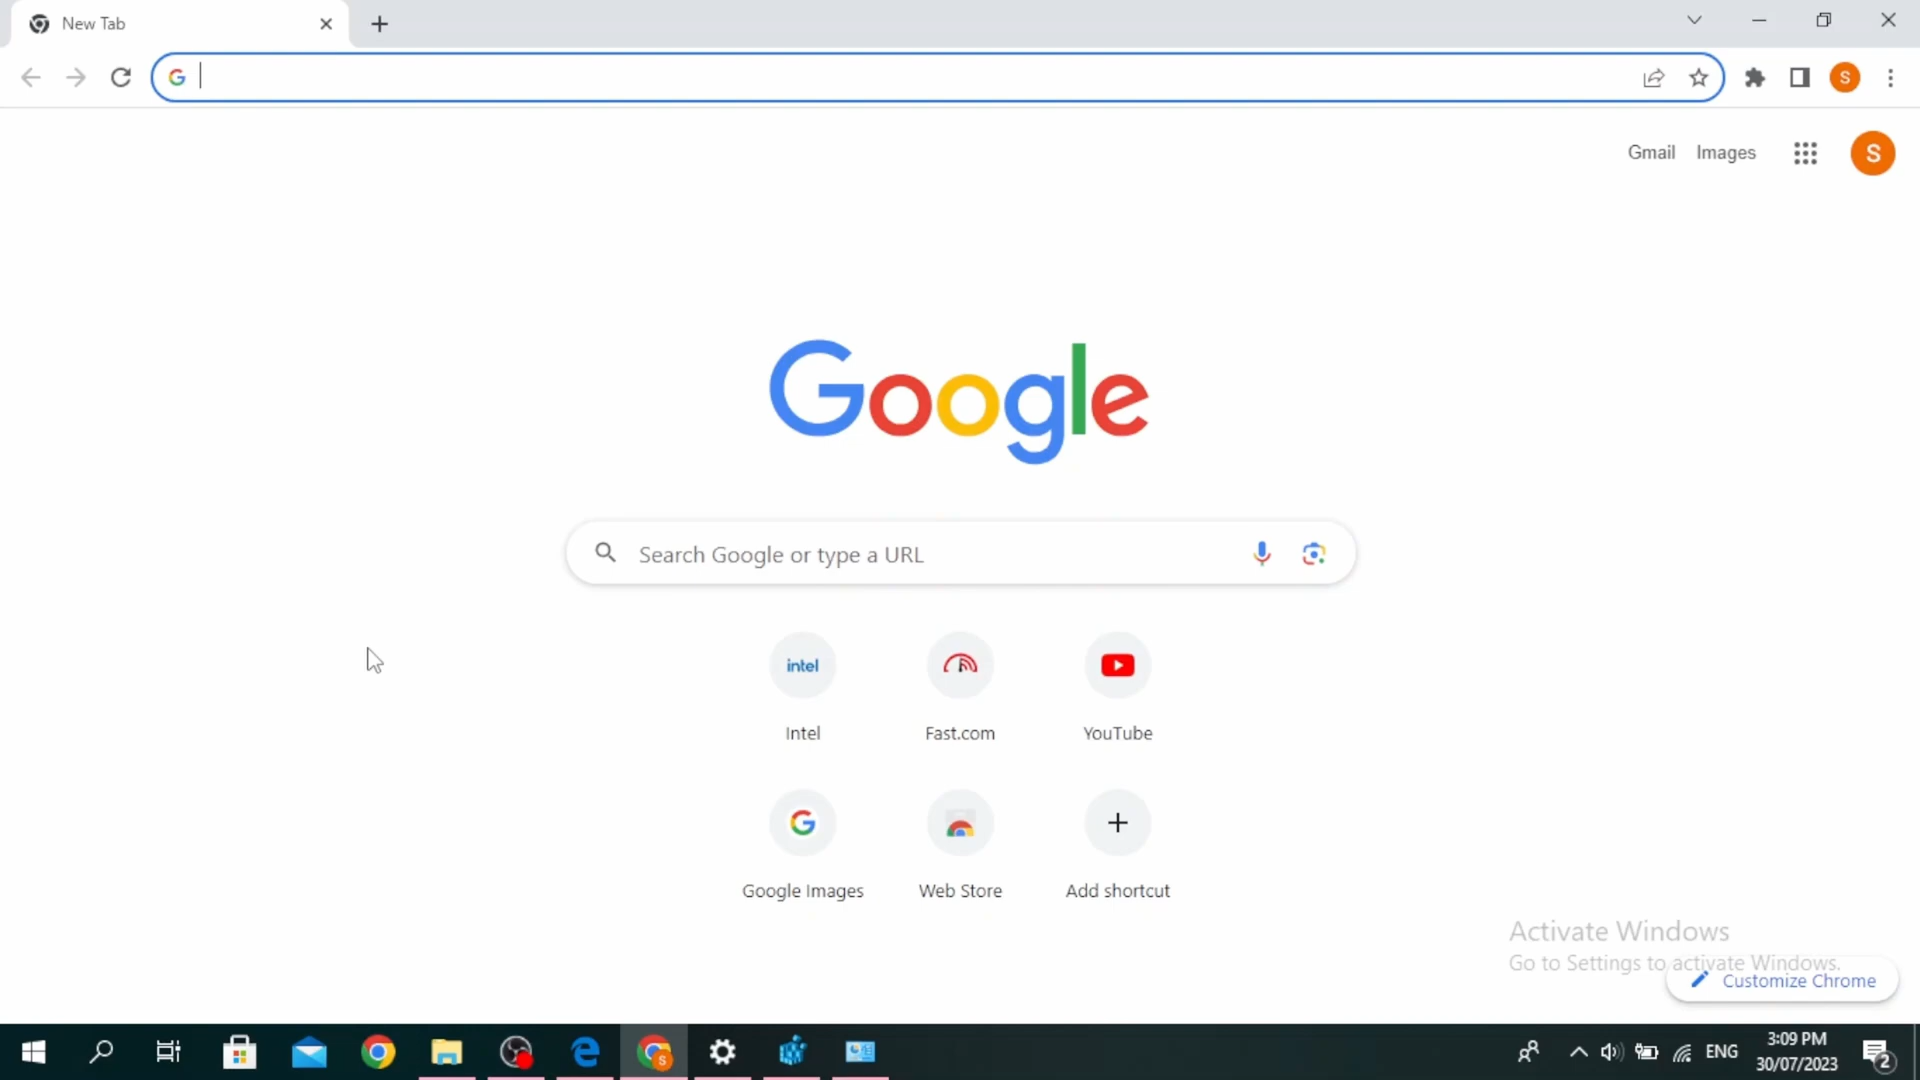 New Tab
Gmail Images
S
Google
Search Google or type a URL
intel
Intel
Fast.com
YouTube
Google Images
Web Store
Add shortcut
Activate Windows
Go to Settings to activate Windows.
Customize Chrome
ENG
3:09 PM
30/07/2023
2